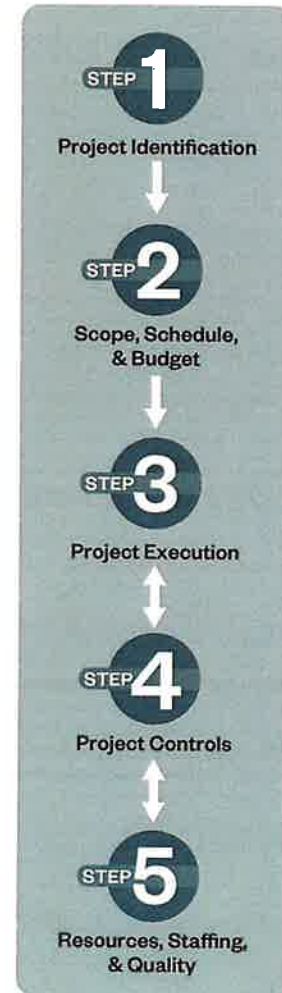 STEP 1
Project Identification
STEP 2
Scope, Schedule,
& Budget
STEP 3
Project Execution
STEP 4
Project Controls
STEP 5
Resources, Staffing,
& Quality